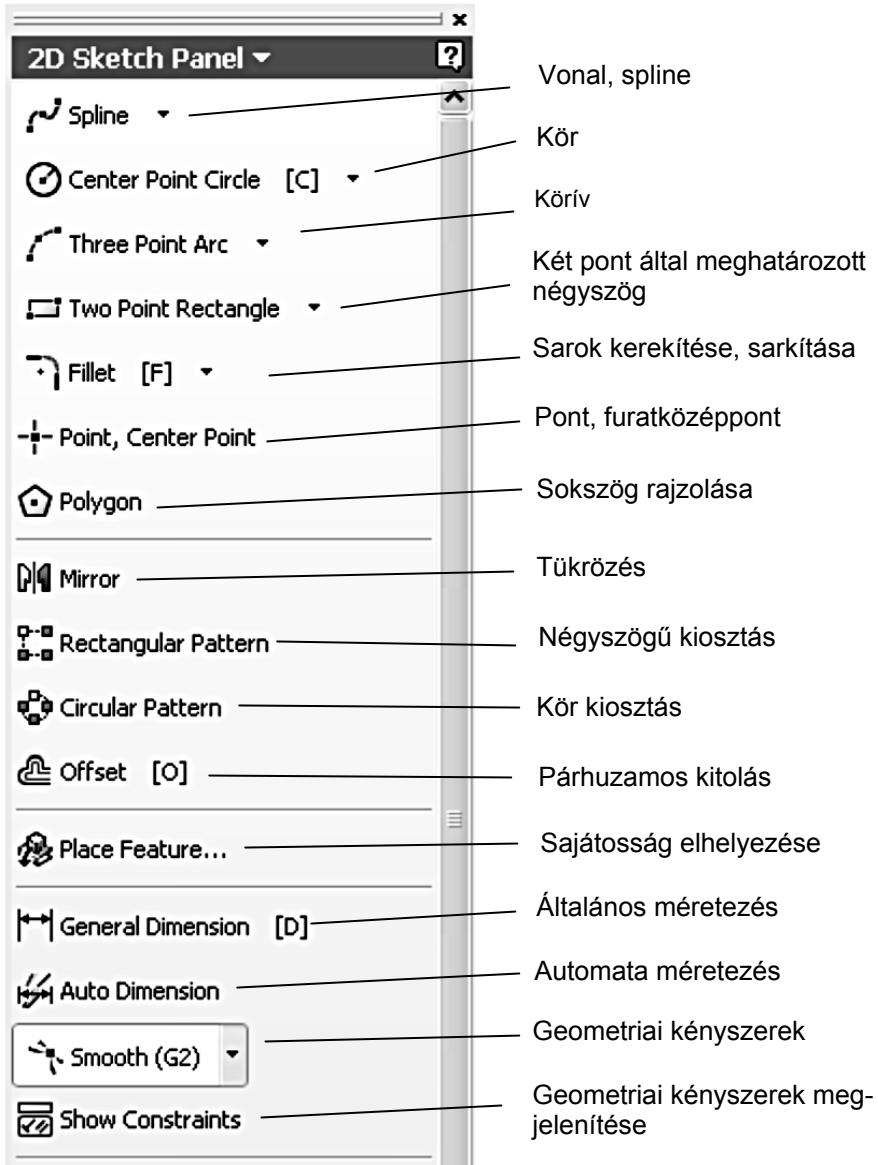 2D Sketch Panel
Spline
Vonal, spline
Center Point Circle [C]
Kör
Three Point Arc
Körív
Two Point Rectangle
Két pont által meghatározott
négyszög
Fillet [F]
Sarok kerekítése, sarkítása
Point, Center Point
Pont, furatközéppont
Polygon
Sokszög rajzolása
Mirror
Tükrözés
Rectangular Pattern
Négyszögű kiosztás
Circular Pattern
Kör kiosztás
Offset [O]
Párhuzamos kitolás
Place Feature...
Sajátosság elhelyezése
General Dimension [D]
Általános méretezés
Auto Dimension
Automata méretezés
Smooth (G2)
Geometriai kényszerek
Show Constraints
Geometriai kényszerek meg-
jelenítése